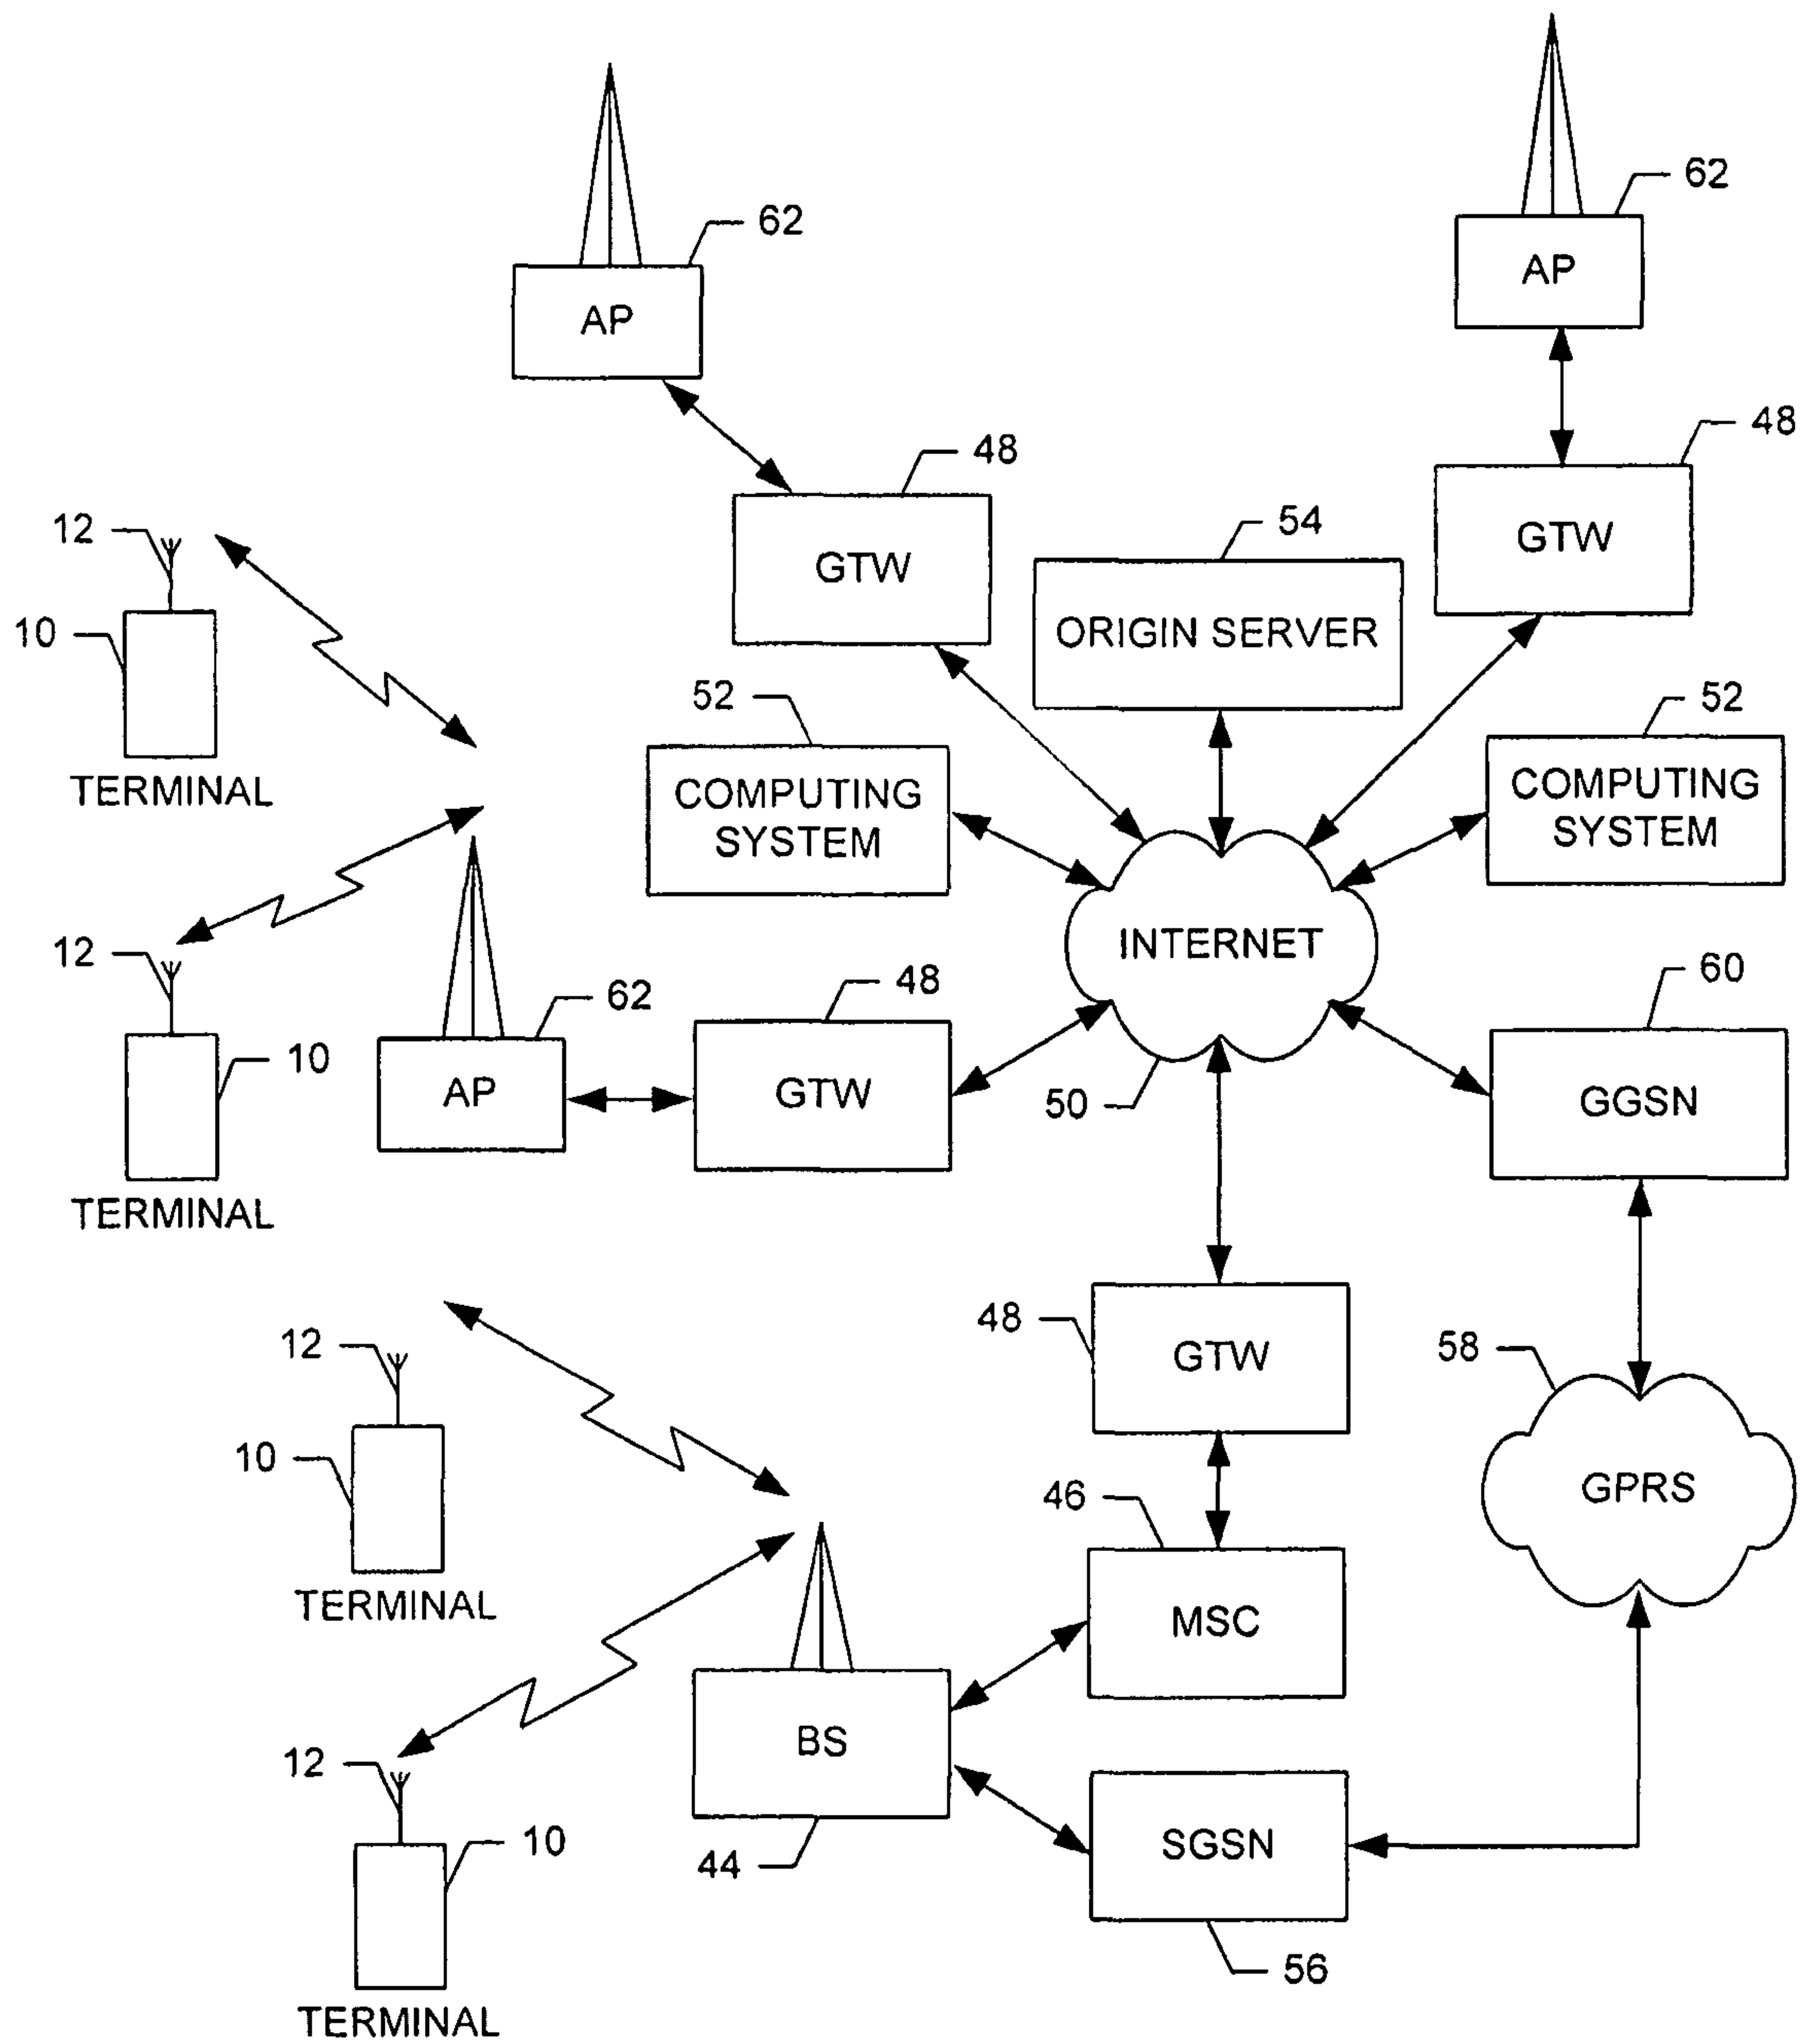 62
AP
62
AP
48
GTW
48
GTW
54
ORIGIN SERVER
12
10
TERMINAL
52
COMPUTING
SYSTEM
52
COMPUTING
SYSTEM
INTERNET
50
12
10
TERMINAL
62
AP
48
GTW
60
GGSN
48
GTW
58
GPRS
12
10
TERMINAL
46
MSC
BS
44
12
10
TERMINAL
SGSN
56